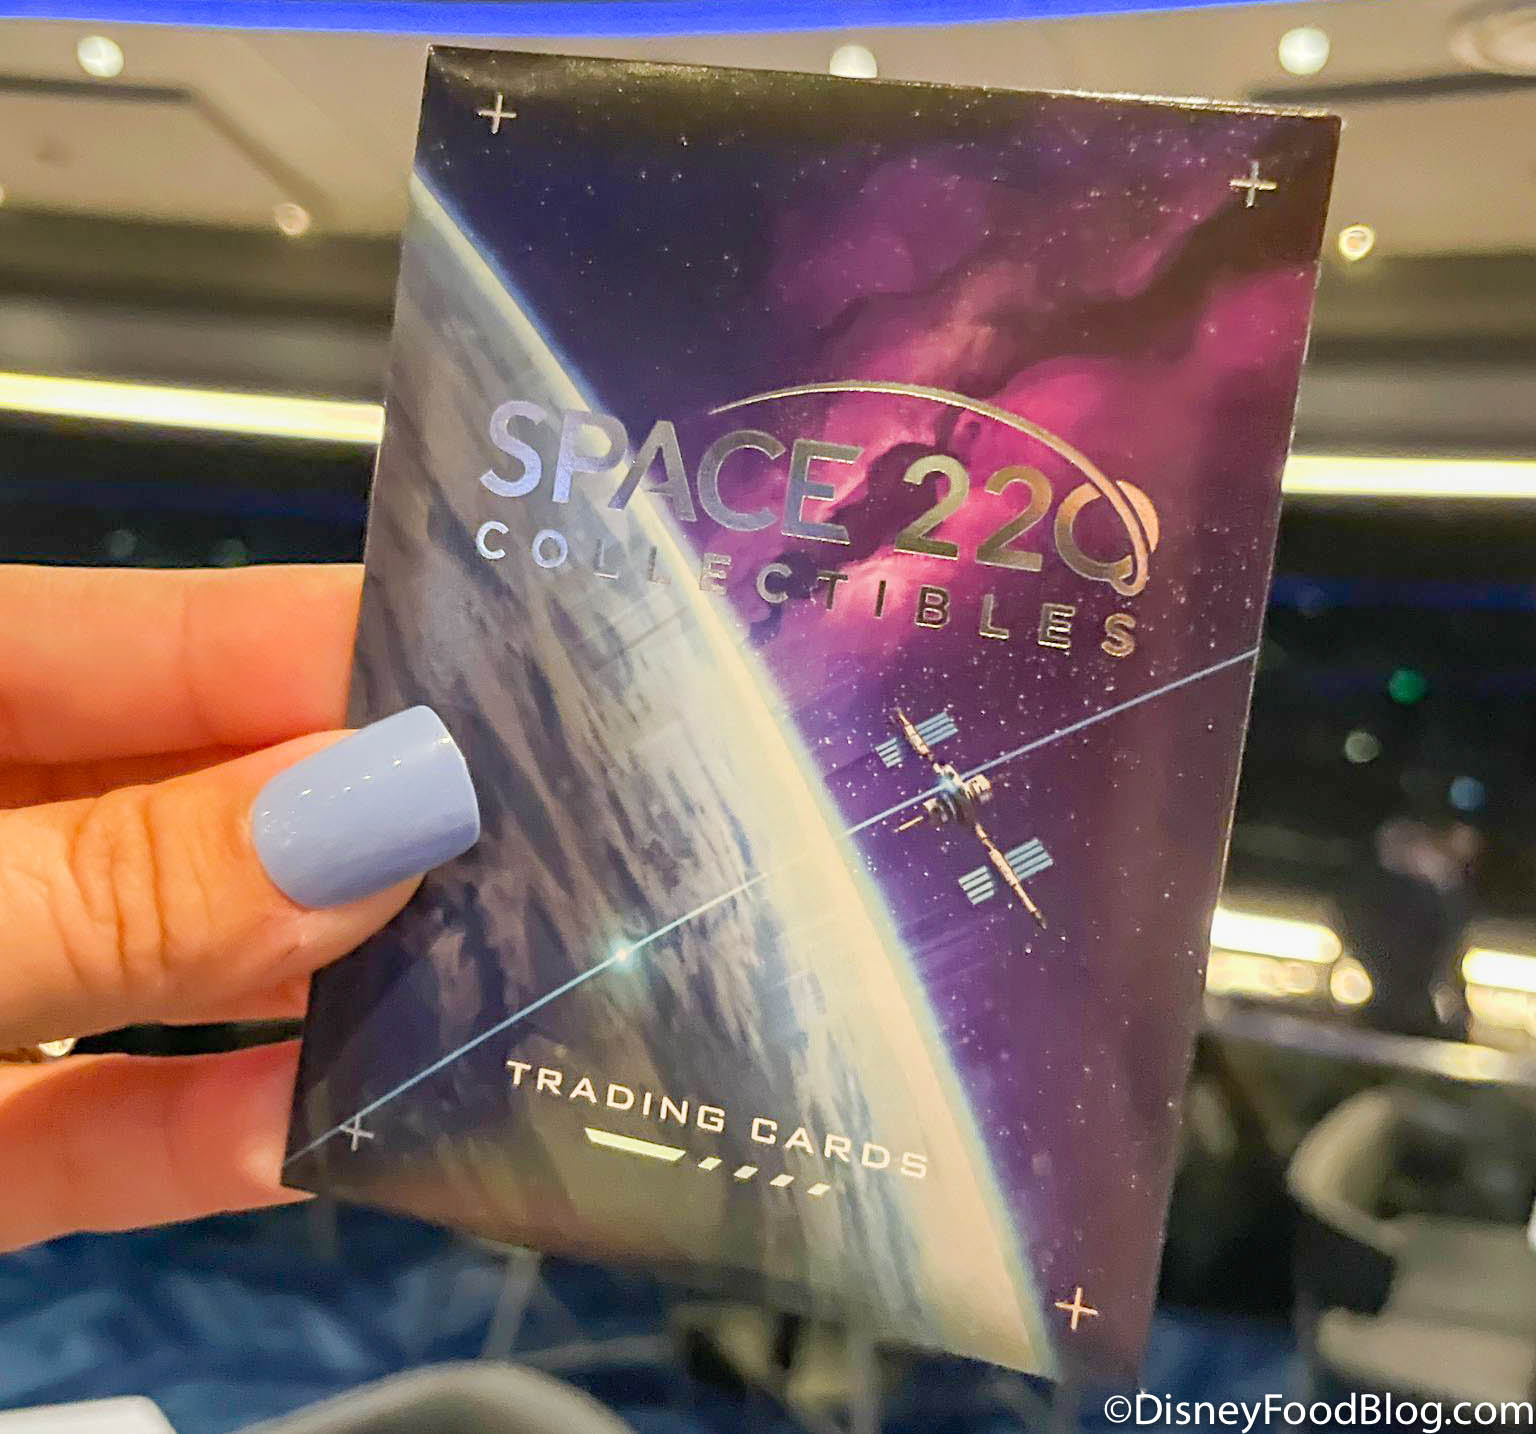 SPACE 220
COLLECTIBLES
TRADING CARDS
©DisneyFoodBlog.com